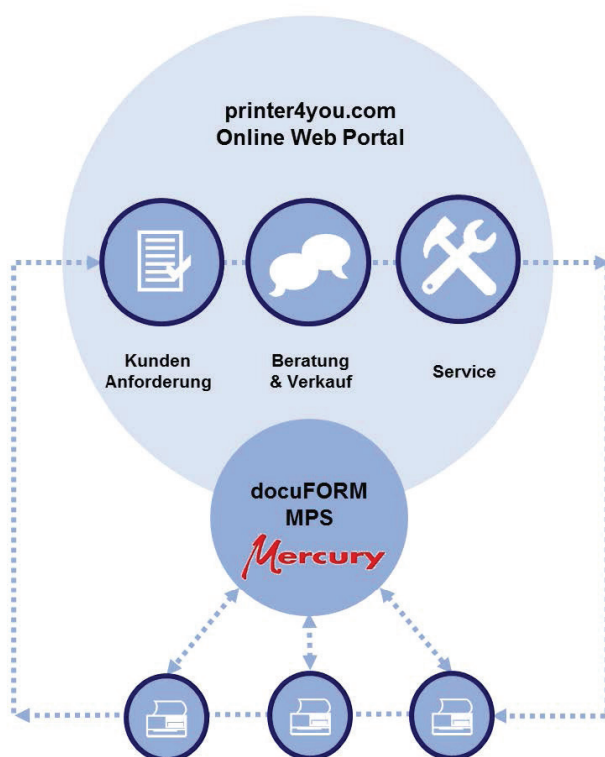 printer4you.com
Online Web Portal
Kunden
Anforderung
Beratung
& Verkauf
Service
docuFORM
MPS
Mercury